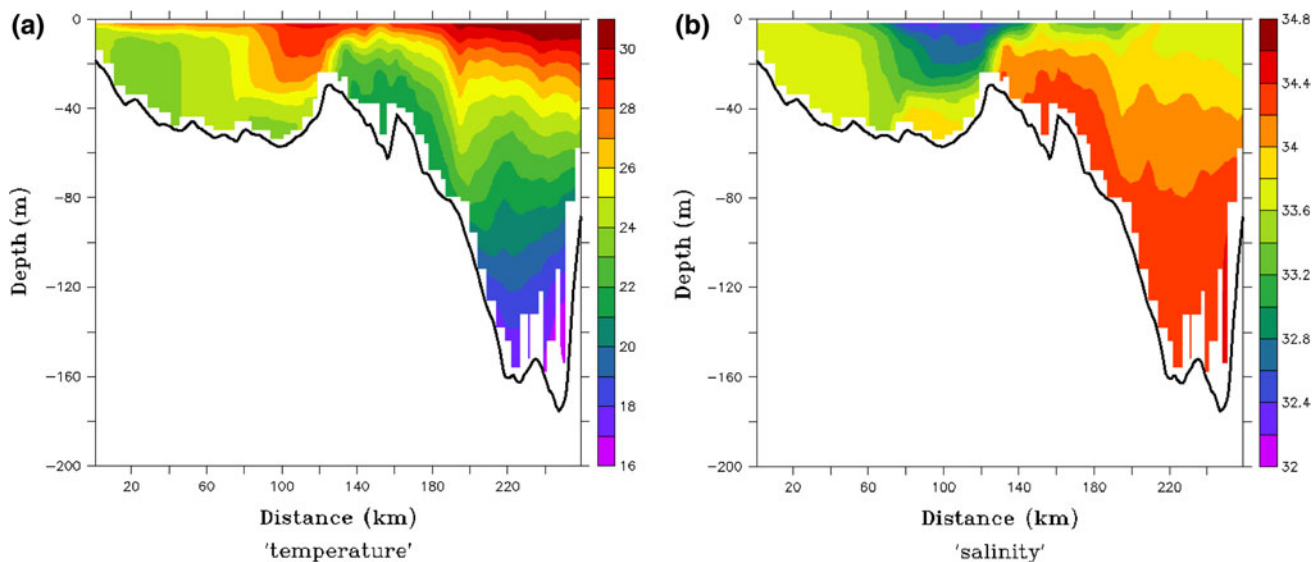 (a)
0
-40
-80
-120
-160
-200
Depth (m)
20 60 100 140 180 220
Distance (km)
'temperature'
30
28
26
24
22
20
18
16
(b)
0
-40
-80
-120
-160
-200
Depth (m)
20 60 100 140 180 220
Distance (km)
'salinity'
34.8
34.4
34
33.6
33.2
32.8
32.4
32